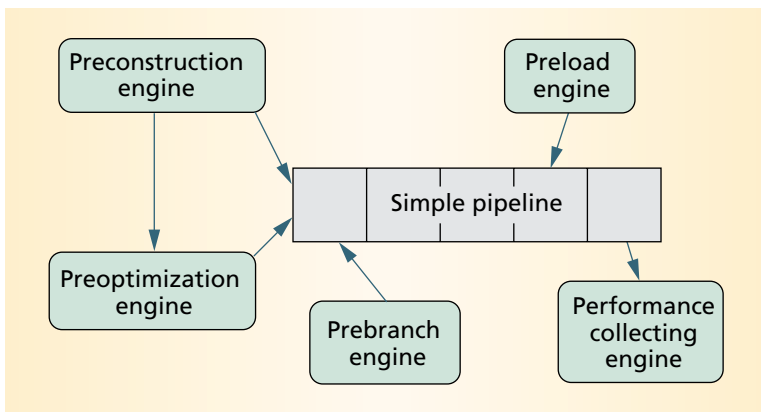 Preconstruction
engine
Preload
engine
Simple pipeline
Preoptimization
engine
Prebranch
engine
Performance
collecting
engine